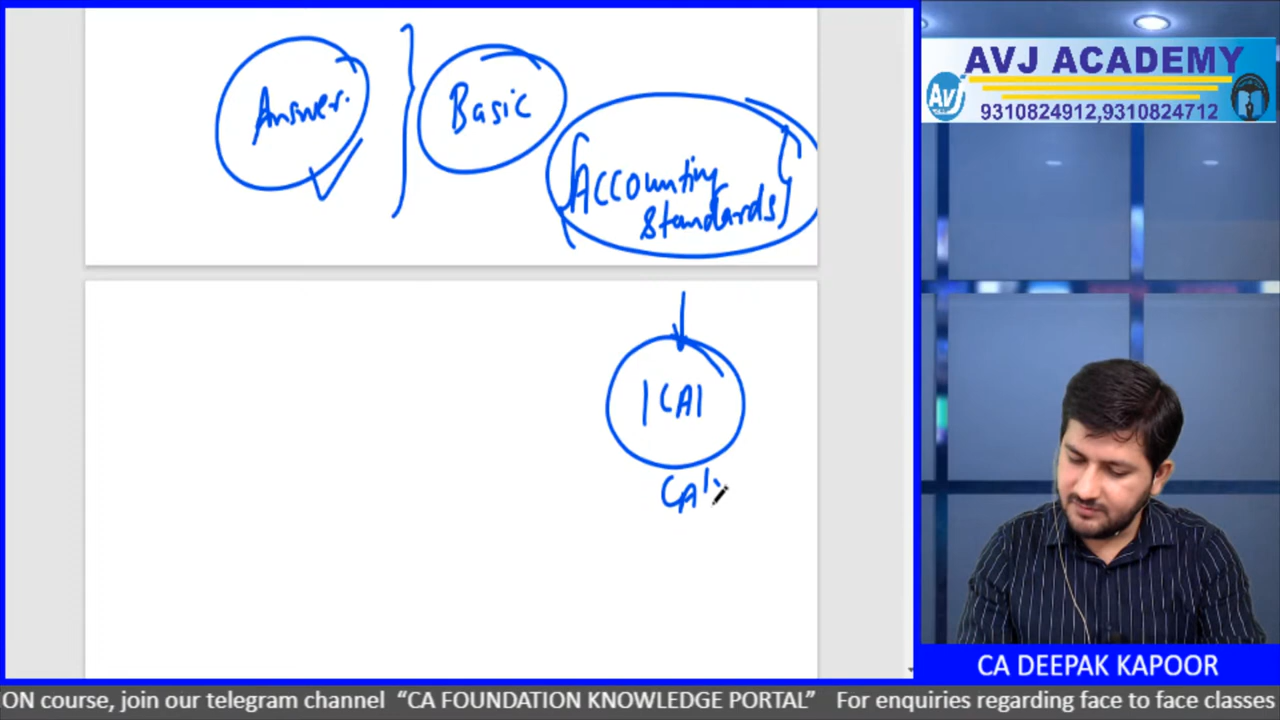 Answer.
Basic
Accounting
Standards
ICAI
CA's
AVJ ACADEMY
AV
9310824912,9310824712
CA DEEPAK KAPOOR
ON course, join our telegram channel “CA FOUNDATION KNOWLEDGE PORTAL” For enquiries regarding face to face classes